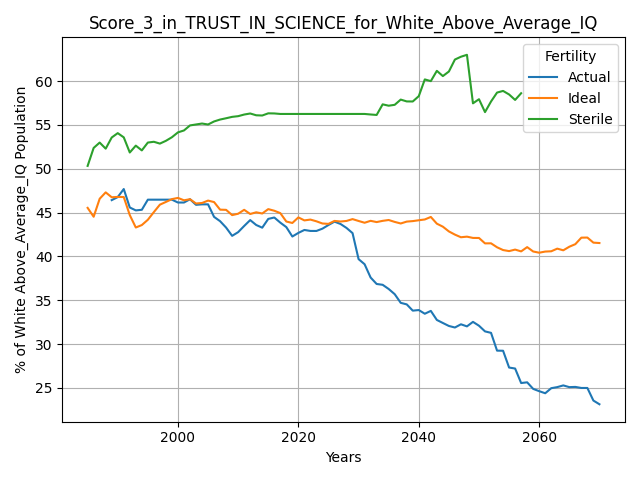 Score_3_in_TRUST_IN_SCIENCE_for_White_Above_Average_IQ
% of White Above_Average_IQ Population
60
55
50
45
40
35
30
25
Fertility
Actual
Ideal
Sterile
2000
2020
2040
2060
Years